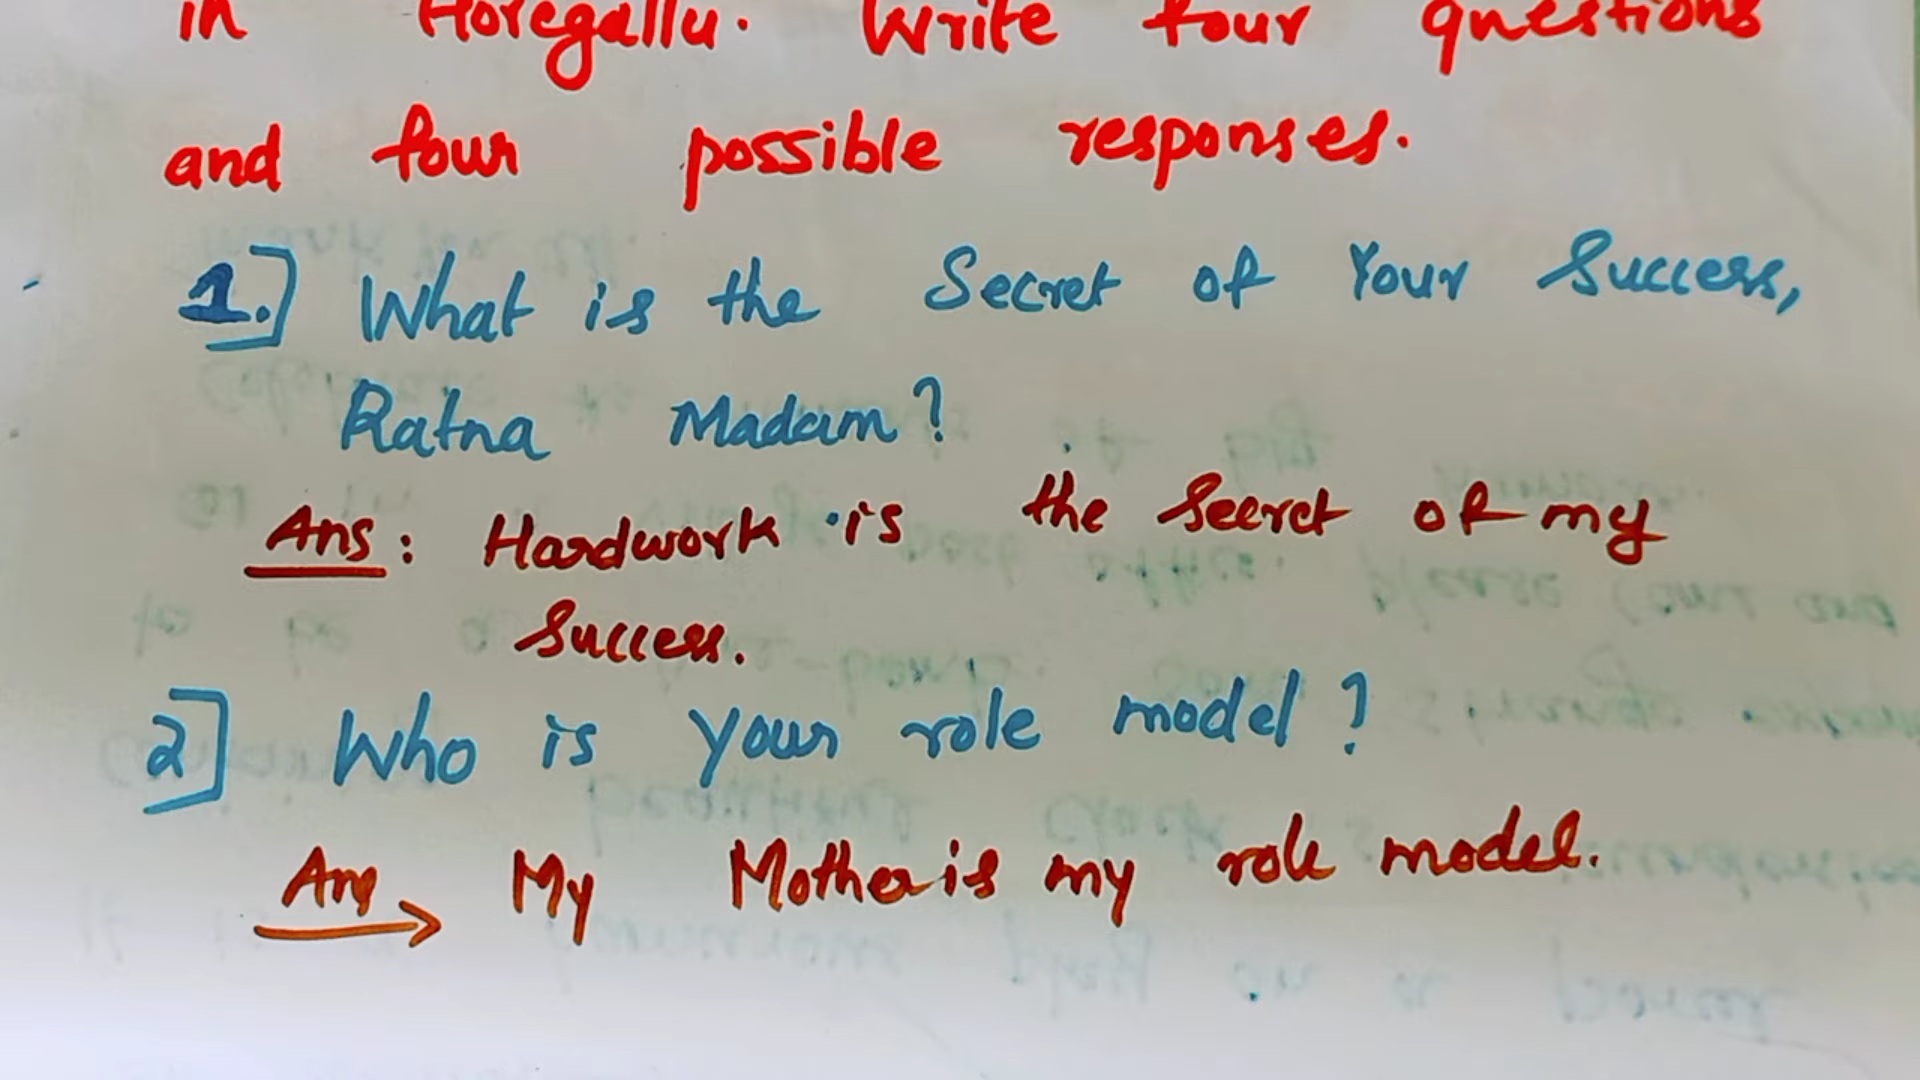 in Horegallu. Write four questions
and four possible responses.
1.] What is the Secret of Your Success,
Ratna Madam?
Ans: Hardwork is the Secret of my
Success.
2] Who is your role model?
Ans → My Mother is my role model.